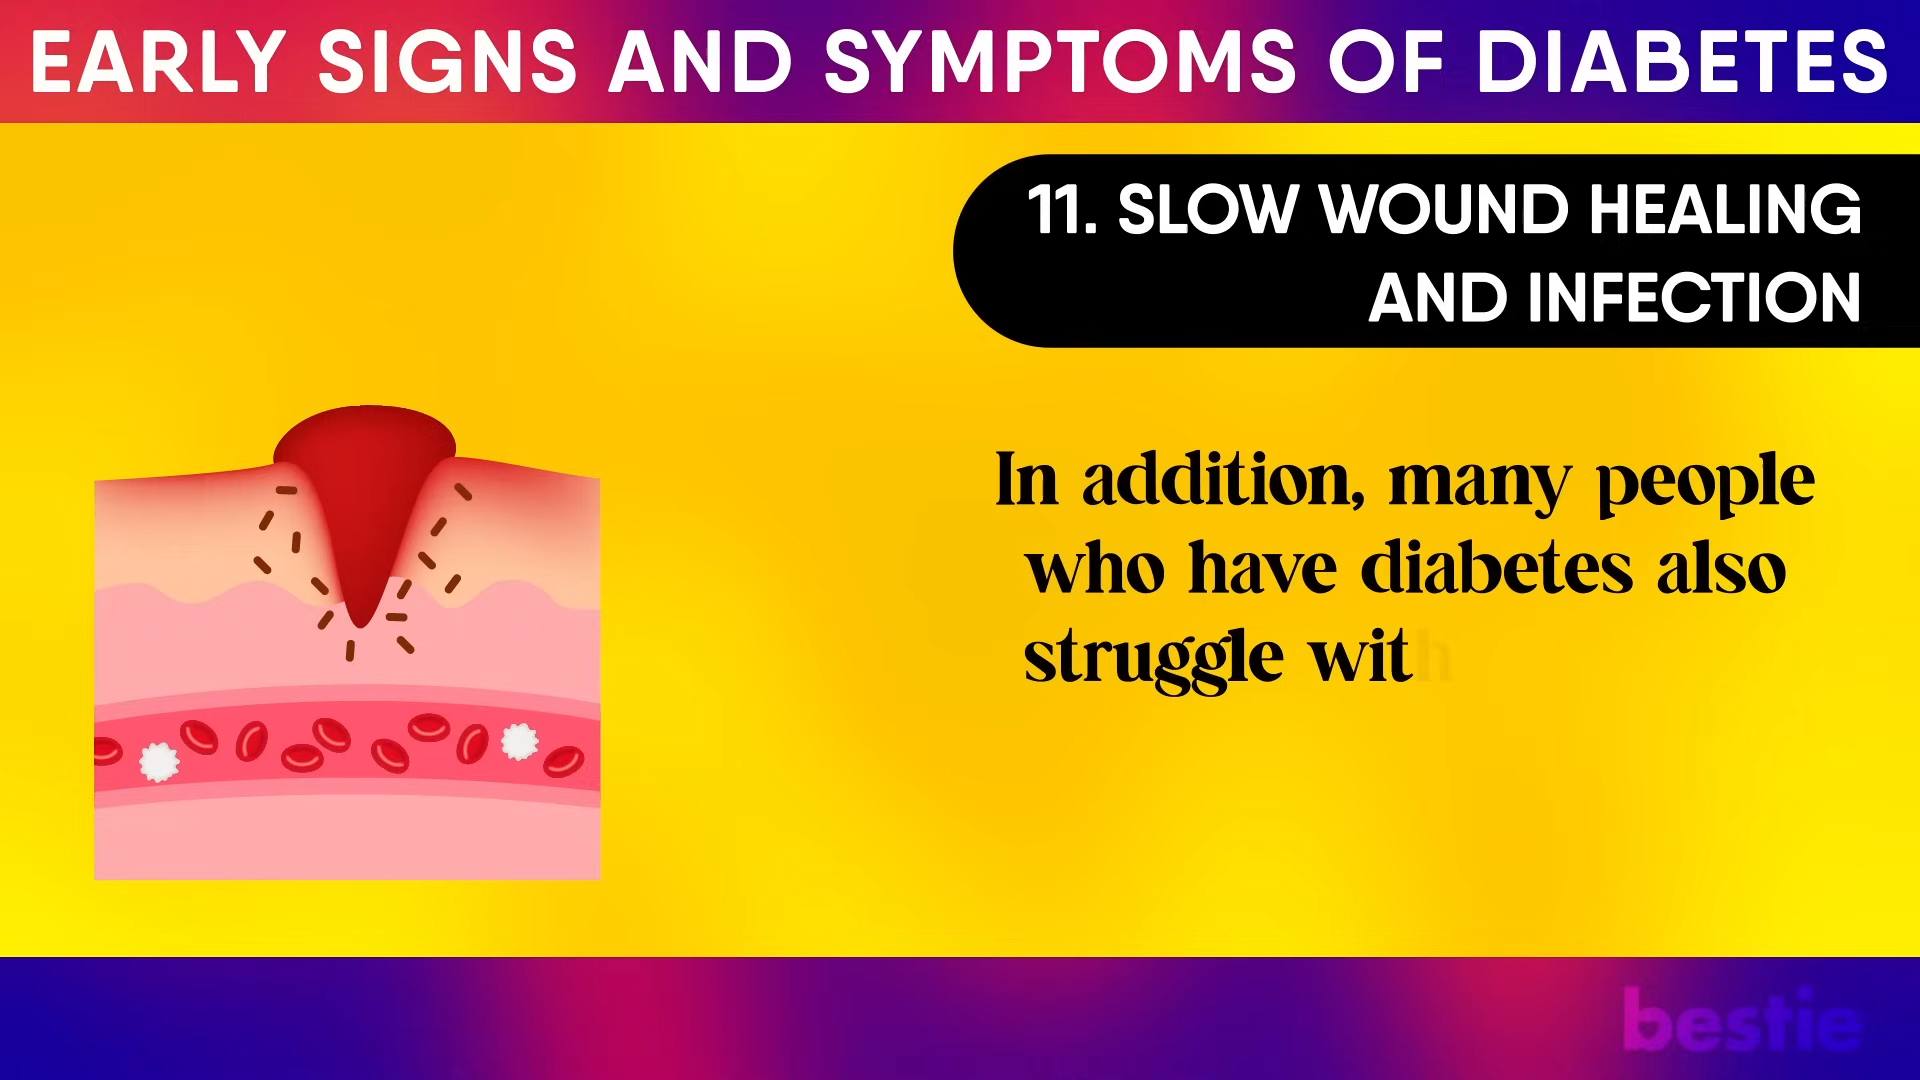 EARLY SIGNS AND SYMPTOMS OF DIABETES
11. SLOW WOUND HEALING
AND INFECTION
In addition, many people
who have diabetes also
struggle with
bestie